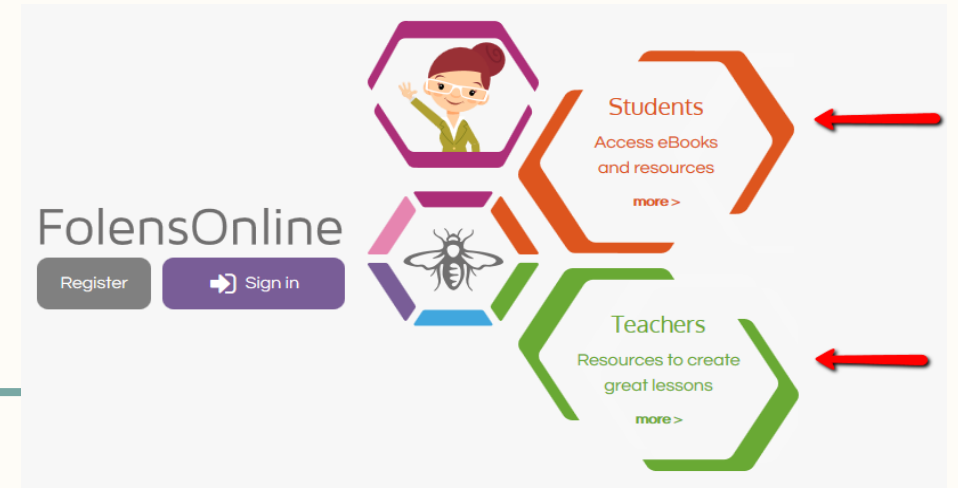 FolensOnline
Register
Sign in
Students
Access eBooks
and resources
more >
Teachers
Resources to create
great lessons
more >